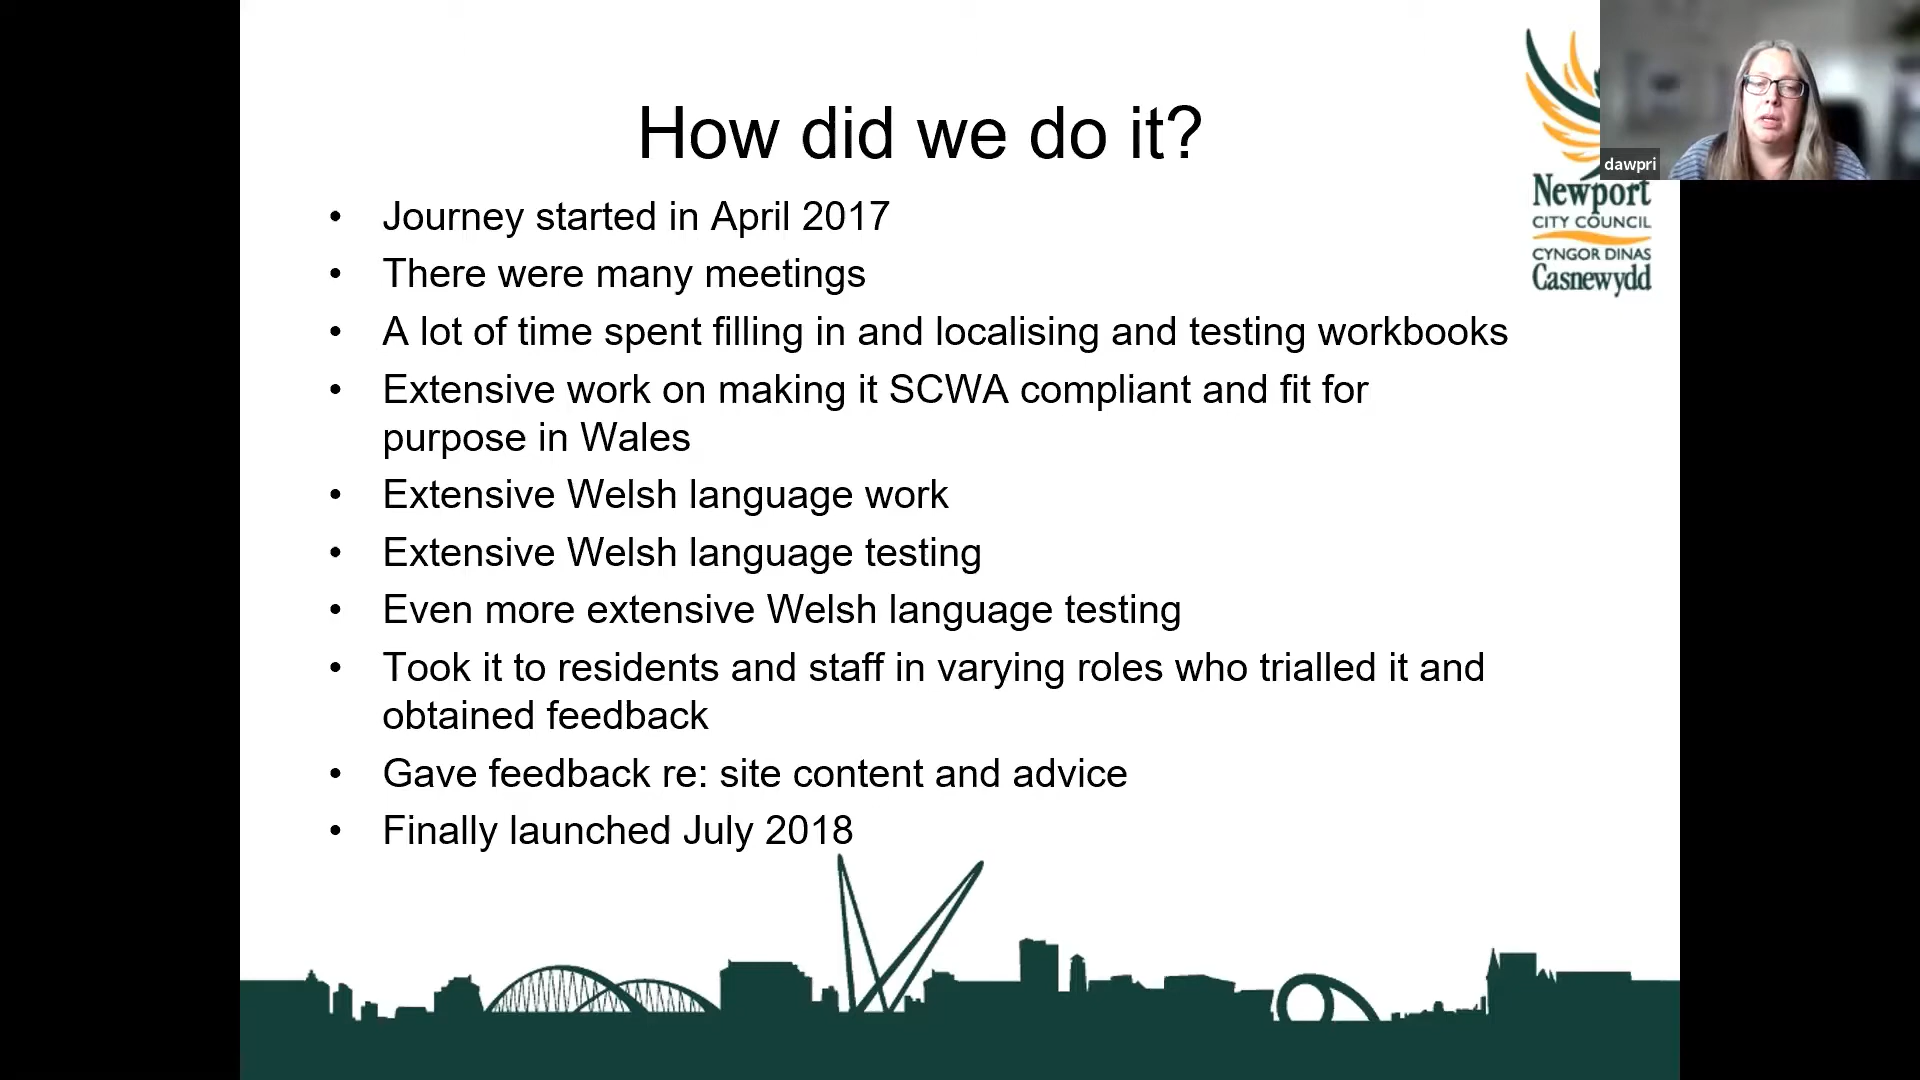 How did we do it?
• Journey started in April 2017
• There were many meetings
• A lot of time spent filling in and localising and testing workbooks
• Extensive work on making it SCWA compliant and fit for
purpose in Wales
• Extensive Welsh language work
• Extensive Welsh language testing
• Even more extensive Welsh language testing
• Took it to residents and staff in varying roles who trialled it and
obtained feedback
• Gave feedback re: site content and advice
• Finally launched July 2018
dawpri
Newport
CITY COUNCIL
CYNGOR DINAS
Casnewydd